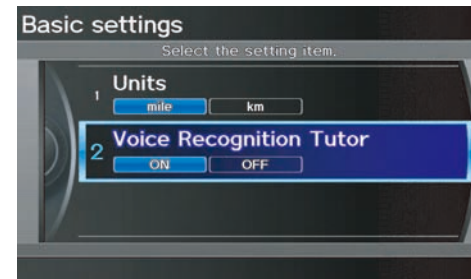 Basic settings
Select the setting item.
1 Units
mile km
2 Voice Recognition Tutor
ON OFF